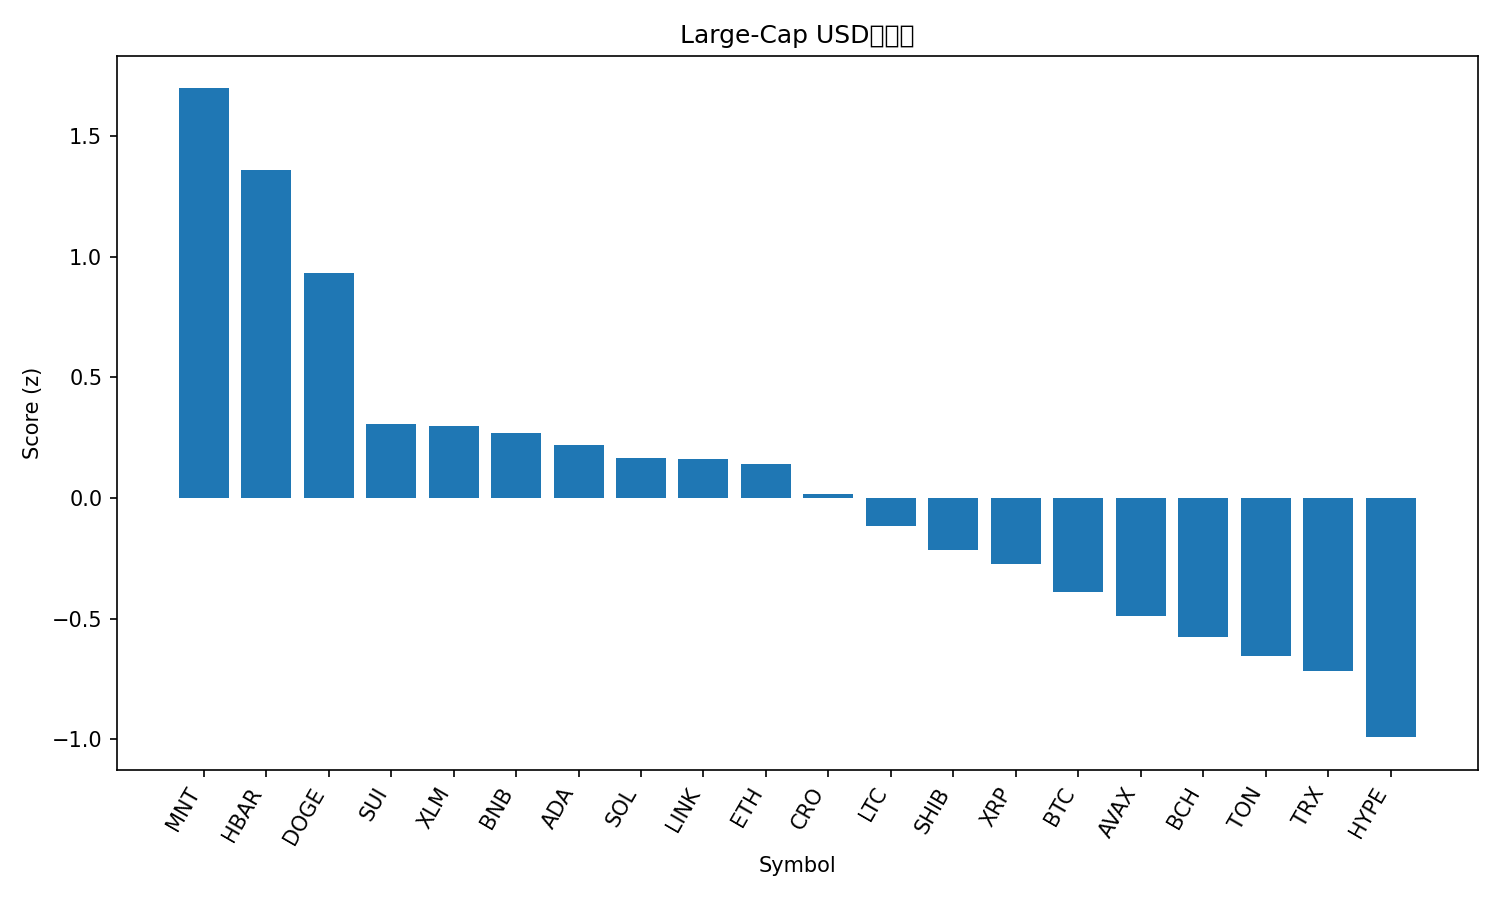 Large-Cap USD
1.5
1.0
0.5
0.0
−0.5
−1.0
Score (z)
MNT
HBAR
DOGE
SUI
XLM
BNB
ADA
SOL
LINK
ETH
CRO
LTC
SHIB
XRP
BTC
AVAX
BCH
TON
TRX
HYPE
Symbol